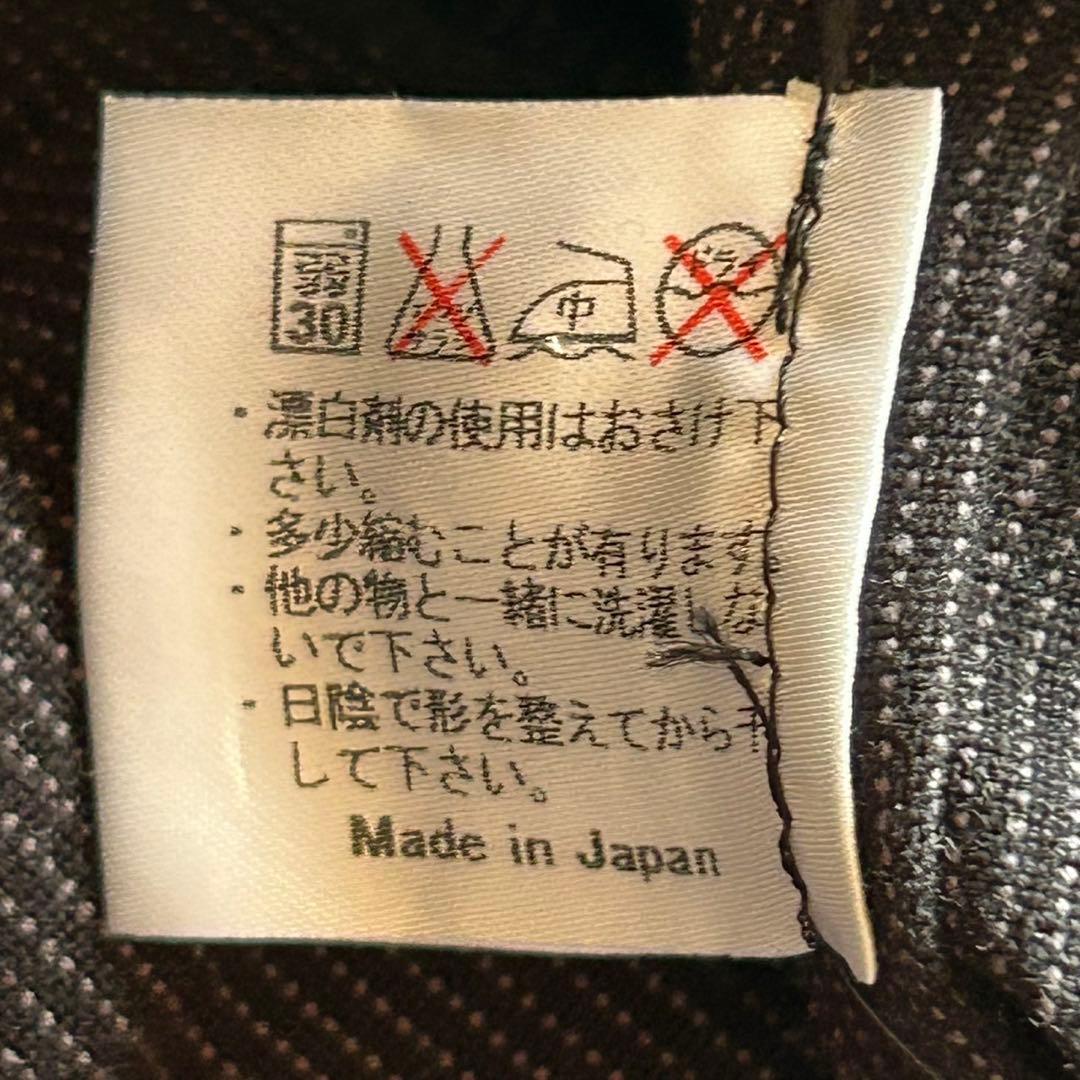 30
中
* 漂白剤の使用はおさけ下
さい。
* 多少縮むことが有ります
* 他の物と一緒に洗濯しな
いで下さい。
* 日陰で形を整えてから干
して下さい。
Made in Japan